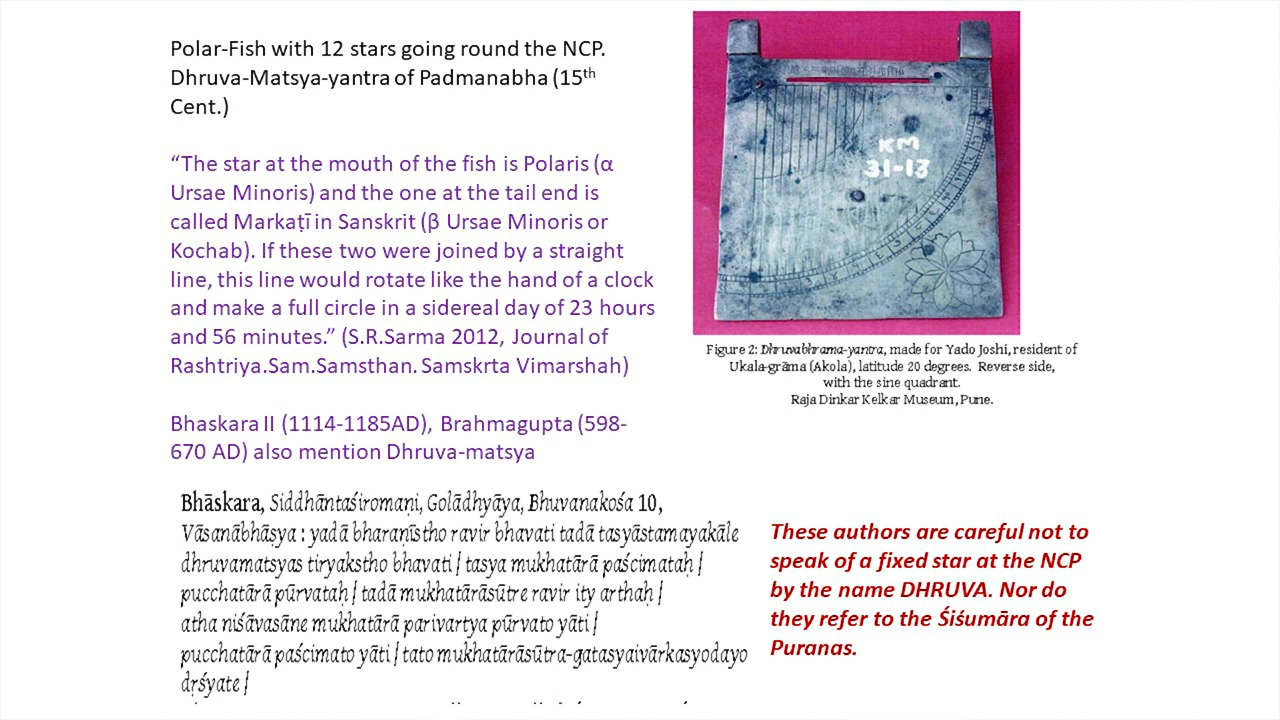 Polar-Fish with 12 stars going round the NCP.
Dhruva-Matsya-yantra of Padmanabha (15th
Cent.)
“The star at the mouth of the fish is Polaris (α
Ursae Minoris) and the one at the tail end is
called Markaṭī in Sanskrit (β Ursae Minoris or
Kochab). If these two were joined by a straight
line, this line would rotate like the hand of a clock
and make a full circle in a sidereal day of 23 hours
and 56 minutes.” (S.R.Sarma 2012, Journal of
Rashtriya.Sam.Samsthan. Samskrta Vimarshah)
Bhaskara II (1114-1185AD), Brahmagupta (598-
670 AD) also mention Dhruva-matsya
KM
31-13
Figure 2: Dhruvabhrama-yantra, made for Yado Joshi, resident of
Ukala-grāma (Akola), latitude 20 degrees. Reverse side,
with the sine quadrant.
Raja Dinkar Kelkar Museum, Pune.
Bhāskara, Siddhāntaśiromaṇi, Golādhyāya, Bhuvanakośa 10,
Vāsanābhāsya : yadā bharaṇīstho ravir bhavati tadā tasyāstamayakāle
dhruvamatsyas tiryakstho bhavati | tasya mukhatārā paścimataḥ |
pucchatārā pūrvataḥ | tadā mukhatārāsūtre ravir ity arthaḥ |
atha niśāvasāne mukhatārā parivartya pūrvato yāti |
pucchatārā paścimato yāti | tato mukhatārāsūtra-gatasyaivārkasyodayo
dṛśyate |
These authors are careful not to
speak of a fixed star at the NCP
by the name DHRUVA. Nor do
they refer to the Śiśumāra of the
Puranas.